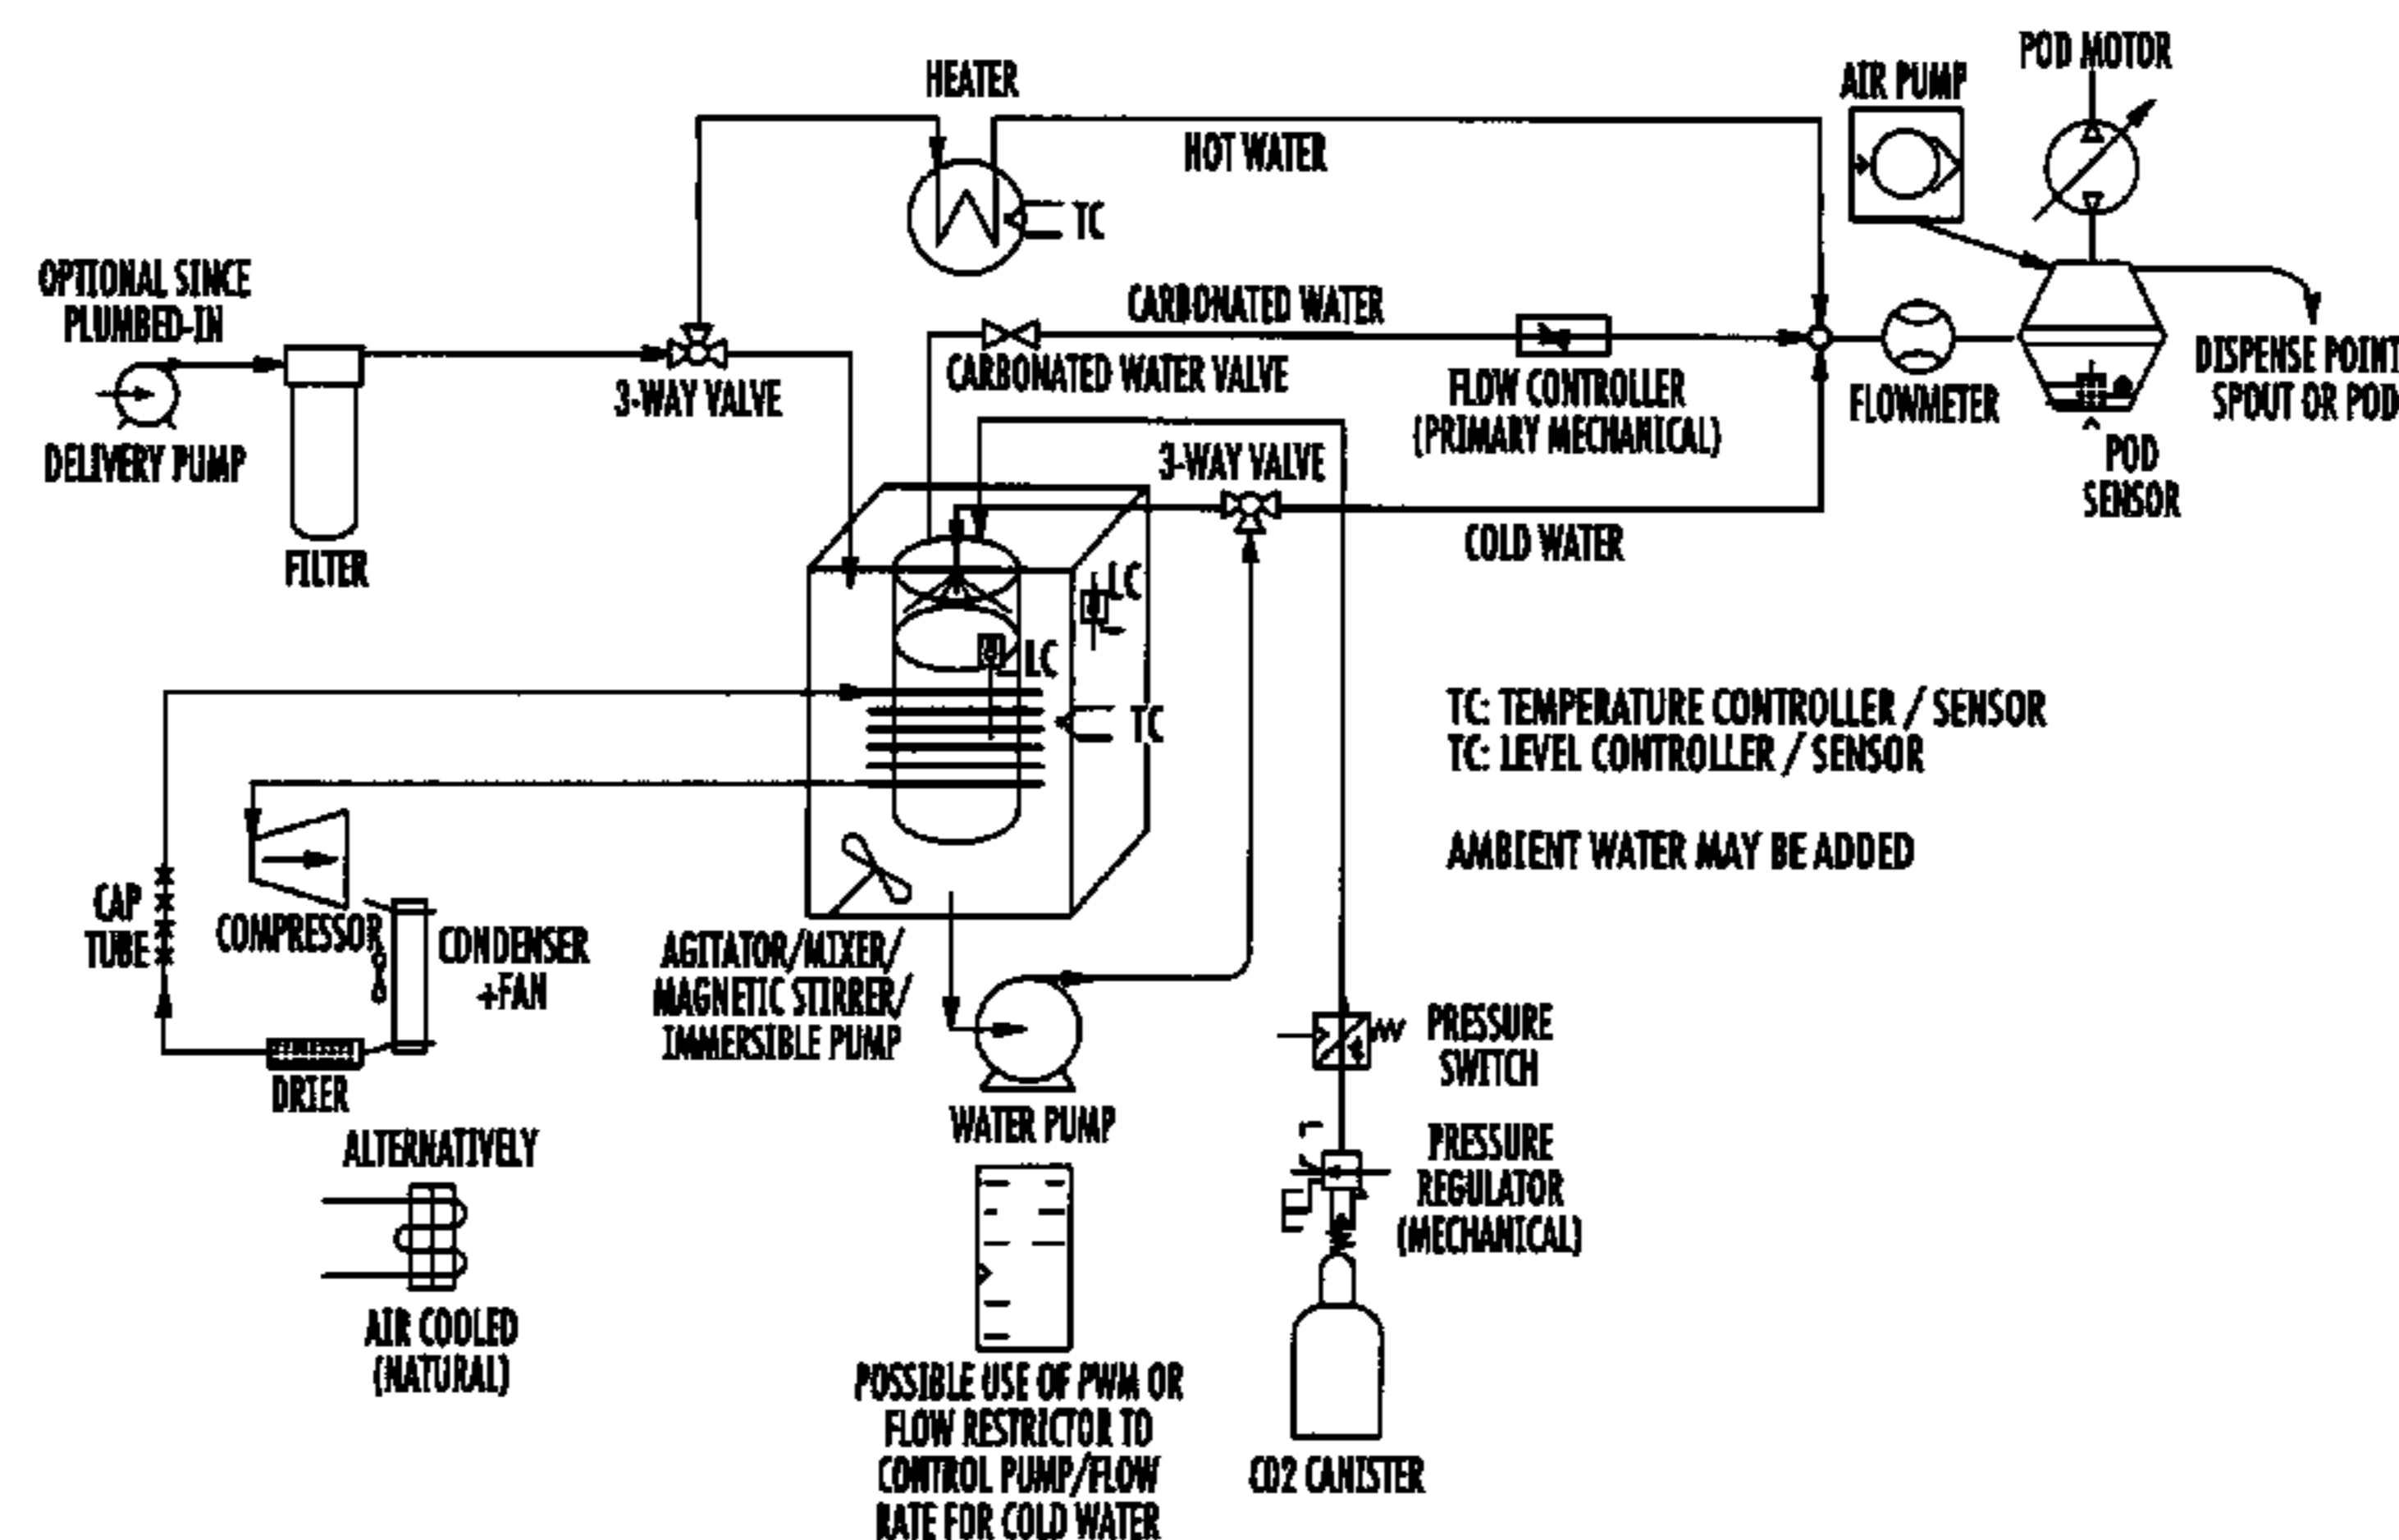 HEATER
HOT WATER
TC
AIR PUMP
POD MOTOR
OPTIONAL SINCE
PLUMBED-IN
DELIVERY PUMP
FILTER
3-WAY VALVE
CARBONATED WATER
CARBONATED WATER VALVE
FLOW CONTROLLER
(PRIMARY MECHANICAL)
FLOWMETER
POD
SENSOR
DISPENSE POINT
SPOUT OR POD
3-WAY VALVE
COLD WATER
LC
LC
TC
TC: TEMPERATURE CONTROLLER / SENSOR
TC: LEVEL CONTROLLER / SENSOR
AMBIENT WATER MAY BE ADDED
CAP
TUBE
COMPRESSOR
CONDENSER
+FAN
DRIER
AGITATOR/MIXER/
MAGNETIC STIRRER/
IMMERSIBLE PUMP
WATER PUMP
PRESSURE
SWITCH
PRESSURE
REGULATOR
(MECHANICAL)
ALTERNATIVELY
AIR COOLED
(NATURAL)
POSSIBLE USE OF PWM OR
FLOW RESTRICTOR TO
CONTROL PUMP/FLOW
RATE FOR COLD WATER
CO2 CANISTER